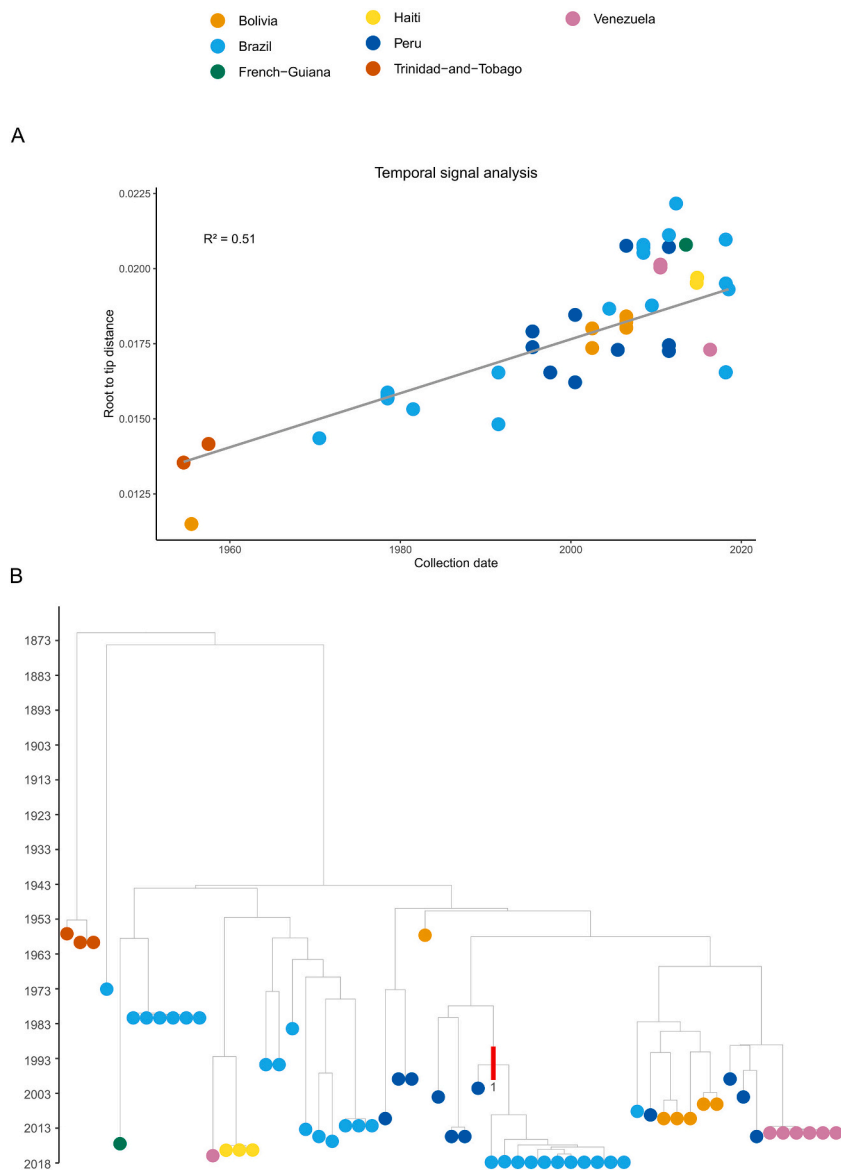 Bolivia
Haiti
Venezuela
Brazil
Peru
French−Guiana
Trinidad−and−Tobago
A
Temporal signal analysis
0.0225
R² = 0.51
0.0200
Root to tip distance
0.0175
0.0150
0.0125
1960
1980
2000
2020
Collection date
B
1873
1883
1893
1903
1913
1923
1933
1943
1953
1963
1973
1983
1993
1
2003
2013
2018